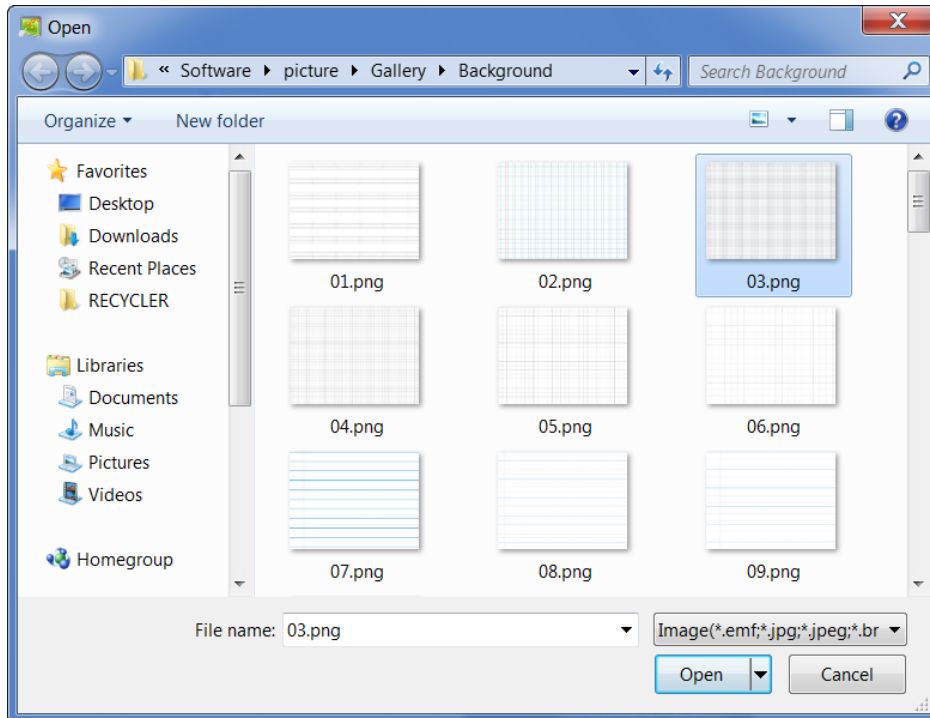 Open
« Software picture Gallery Background
Search Background
Organize New folder
Favorites
Desktop
Downloads
Recent Places
RECYCLER
Libraries
Documents
Music
Pictures
Videos
Homegroup
01.png 02.png 03.png
04.png 05.png 06.png
07.png 08.png 09.png
File name: 03.png Image(*.emf;*.jpg;*.jpeg;*.br
Open Cancel